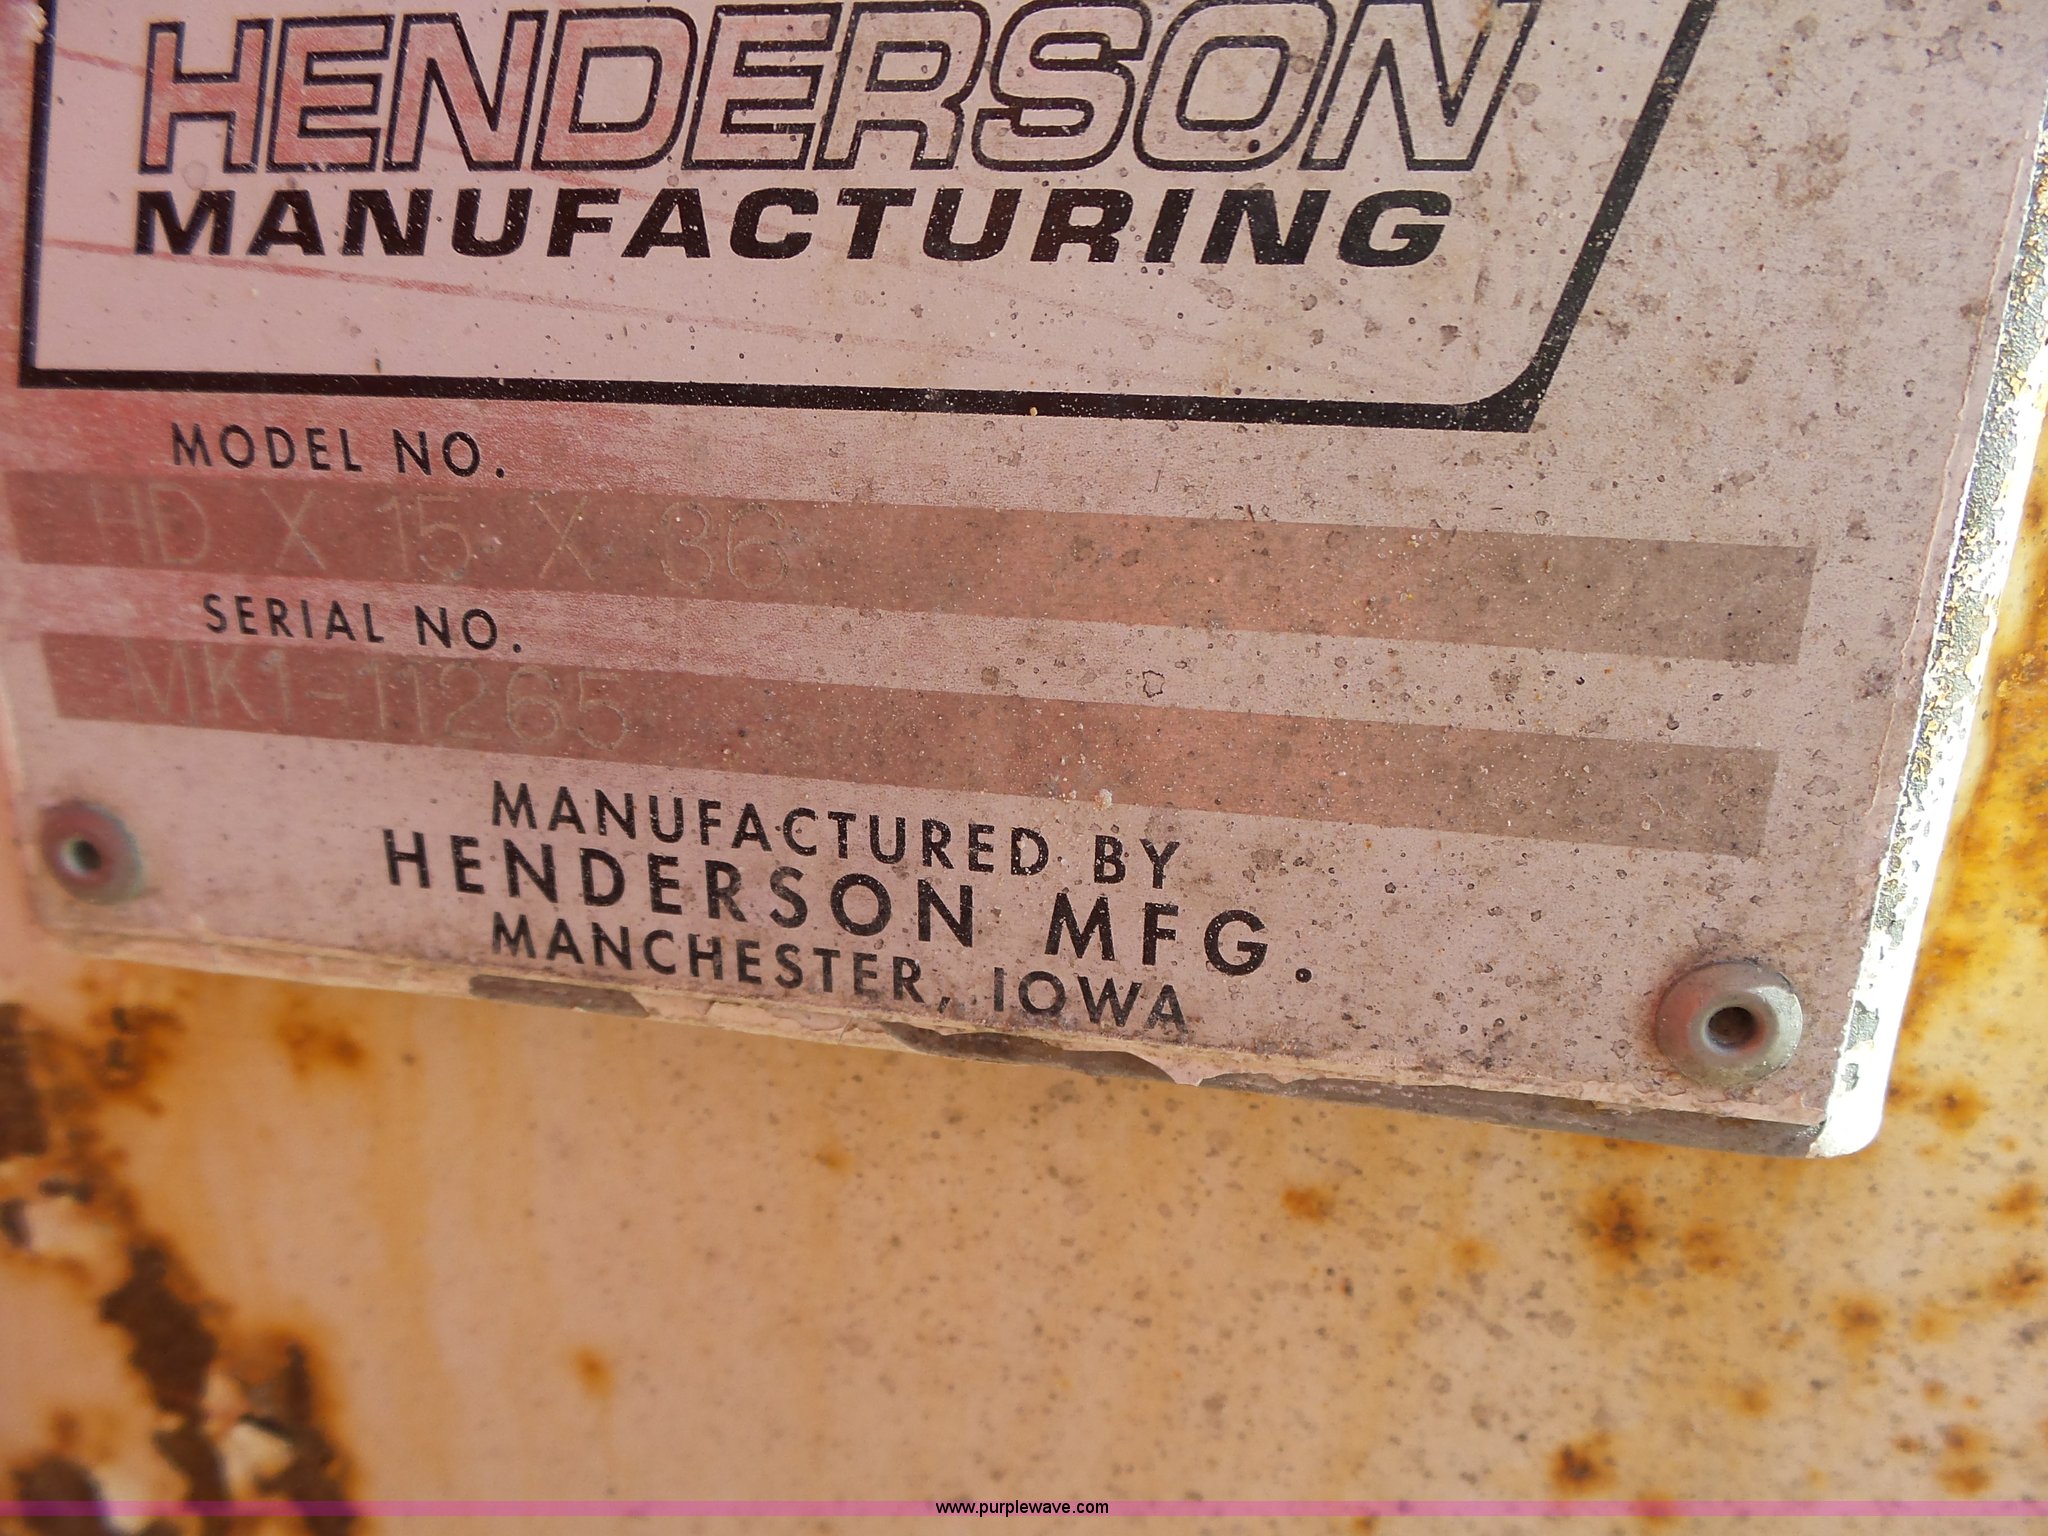 HENDERSON
MANUFACTURING
MODEL NO.
HD X 15 X 36
SERIAL NO.
MK1-11265
MANUFACTURED BY
HENDERSON MFG.
MANCHESTER, IOWA
www.purplewave.com